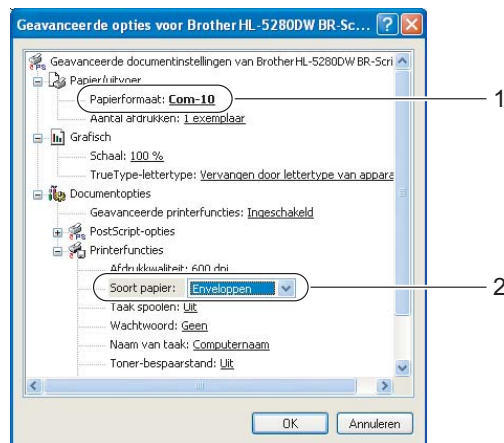 Geavanceerde opties voor Brother HL-5280DW BR-Sc...
Geavanceerde documentinstellingen van Brother HL-5280DW BR-Scri
Papier/uitvoer
Papierformaat: Com-10
1
Aantal afdrukken: 1 exemplaar
Grafisch
Schaal: 100 %
TrueType-lettertype: Vervangen door lettertype van appara
Documentopties
Geavanceerde printerfuncties: Ingeschakeld
PostScript-opties
Printerfuncties
Afdrukkwaliteit: 600 dpi
Soort papier: Enveloppen
2
Taak spoolen: Uit
Wachtwoord: Geen
Naam van taak: Computernaam
Toner-bespaarstand: Uit
OK Annuleren